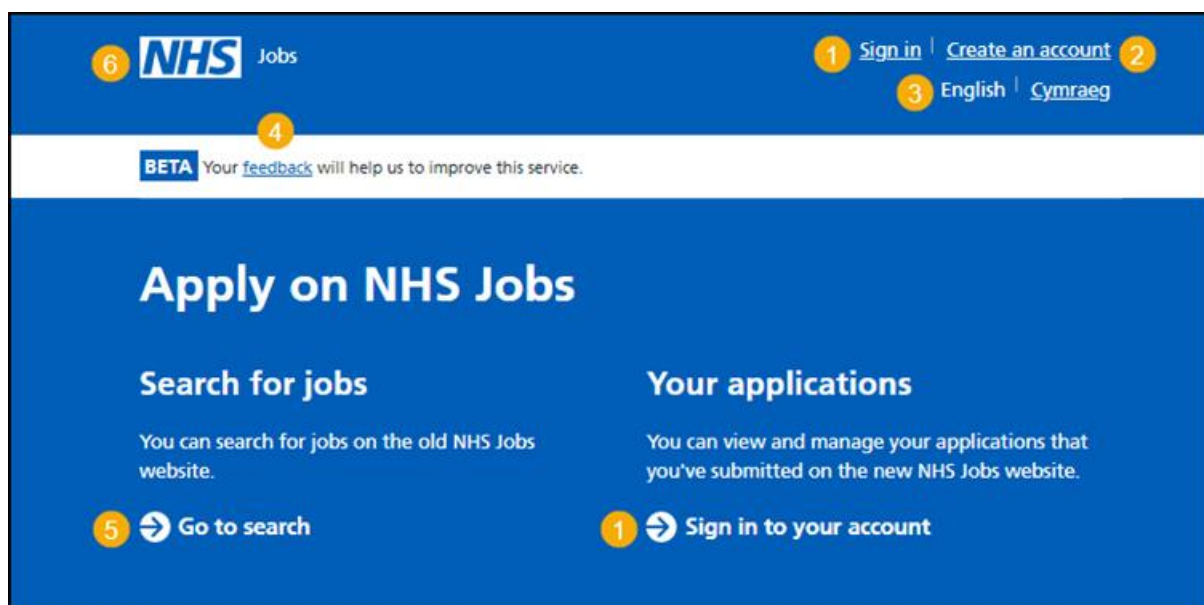 6 NHS Jobs
1 Sign in | Create an account 2
3 English | Cymraeg
4
BETA Your feedback will help us to improve this service.
Apply on NHS Jobs
Search for jobs
You can search for jobs on the old NHS Jobs
website.
5 Go to search
Your applications
You can view and manage your applications that
you've submitted on the new NHS Jobs website.
1 Sign in to your account